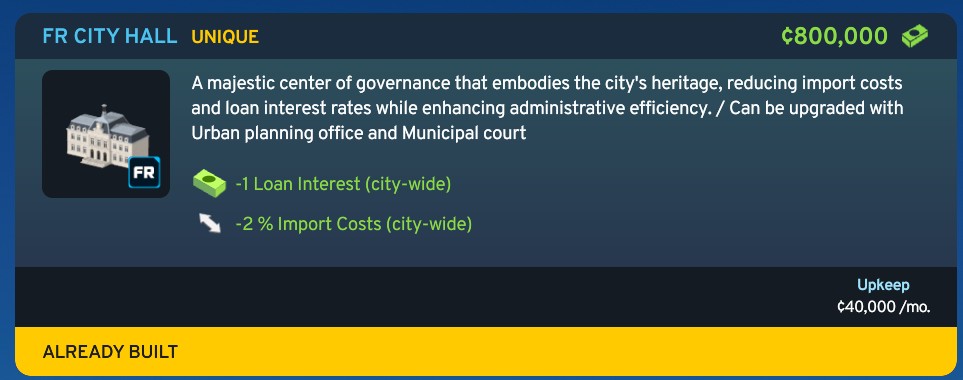 FR CITY HALL UNIQUE ¢800,000
A majestic center of governance that embodies the city's heritage, reducing import costs
and loan interest rates while enhancing administrative efficiency. / Can be upgraded with
Urban planning office and Municipal court
FR
-1 Loan Interest (city-wide)
-2 % Import Costs (city-wide)
Upkeep
¢40,000 /mo.
ALREADY BUILT